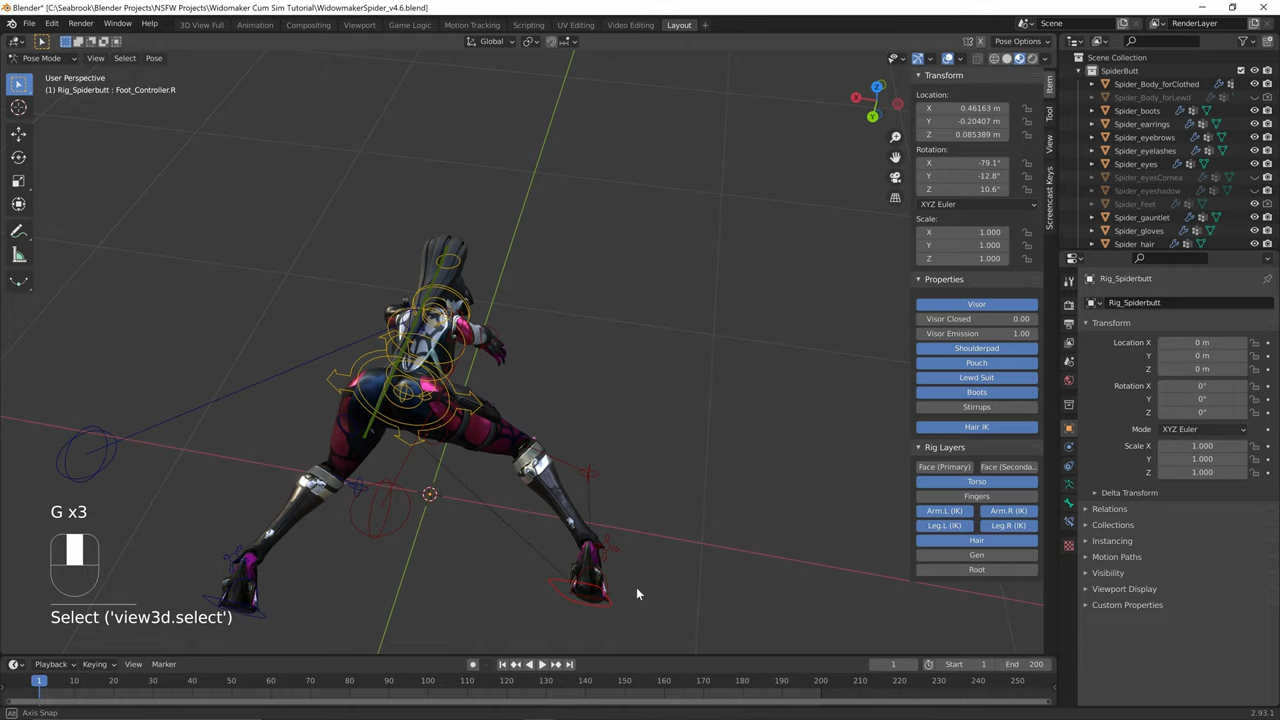 Blender* [C:\Seabrook\Blender Projects\NSFW Projects\Widomaker Cum Sim Tutorial\WidowmakerSpider_v4.6.blend]
File Edit Render Window Help 3D View Full Animation Compositing Scripting UV Editing Video Editing Game Logic Motion Tracking Layout Scene RenderLayer
Global Pose Options
Pose Mode View Select Pose
User Perspective
(1) Rig_Spiderbutt : Foot_Controller.R
X
Y
Z
Transform
Location:
X 0.46163 m
Y -0.20407 m
Z 0.085389 m
Rotation:
X -79.1°
Y -12.8°
Z 10.6°
XYZ Euler
Scale:
X 1.000
Y 1.000
Z 1.000
Properties
Visor
Visor Closed 0.00
Visor Emission 1.00
Shoulderpad
Pouch
Lewd Suit
Boots
Stirrups
Hair IK
Rig Layers
Face (Primary) Face (Seconda...
Torso
Fingers
Arm.L (IK) Arm.R (IK)
Leg.L (IK) Leg.R (IK)
Hair
Gen
Root
Item
Tool
View
Screencast Keys
Scene Collection
SpiderButt
Spider_Body_forClothed
Spider_Body_forLewd
Spider_boots
Spider_earrings
Spider_eyebrows
Spider_eyelashes
Spider_eyes
Spider_eyesCornea
Spider_eyeshadow
Spider_Feet
Spider_gauntlet
Spider_gloves
Spider_hair
Rig_Spiderbutt
Rig_Spiderbutt
Transform
Location X 0 m
Y 0 m
Z 0 m
Rotation X 0°
Y 0°
Z 0°
Mode XYZ Euler
Scale X 1.000
Y 1.000
Z 1.000
Delta Transform
Relations
Collections
Instancing
Motion Paths
Visibility
Viewport Display
Custom Properties
G x3
Select ('view3d.select')
Playback Keying View Marker 1 Start 1 End 200
1 10 20 30 40 50 60 70 80 90 100 110 120 130 140 150 160 170 180 190 200 210 220 230 240 250
Axis Snap 2.93.1